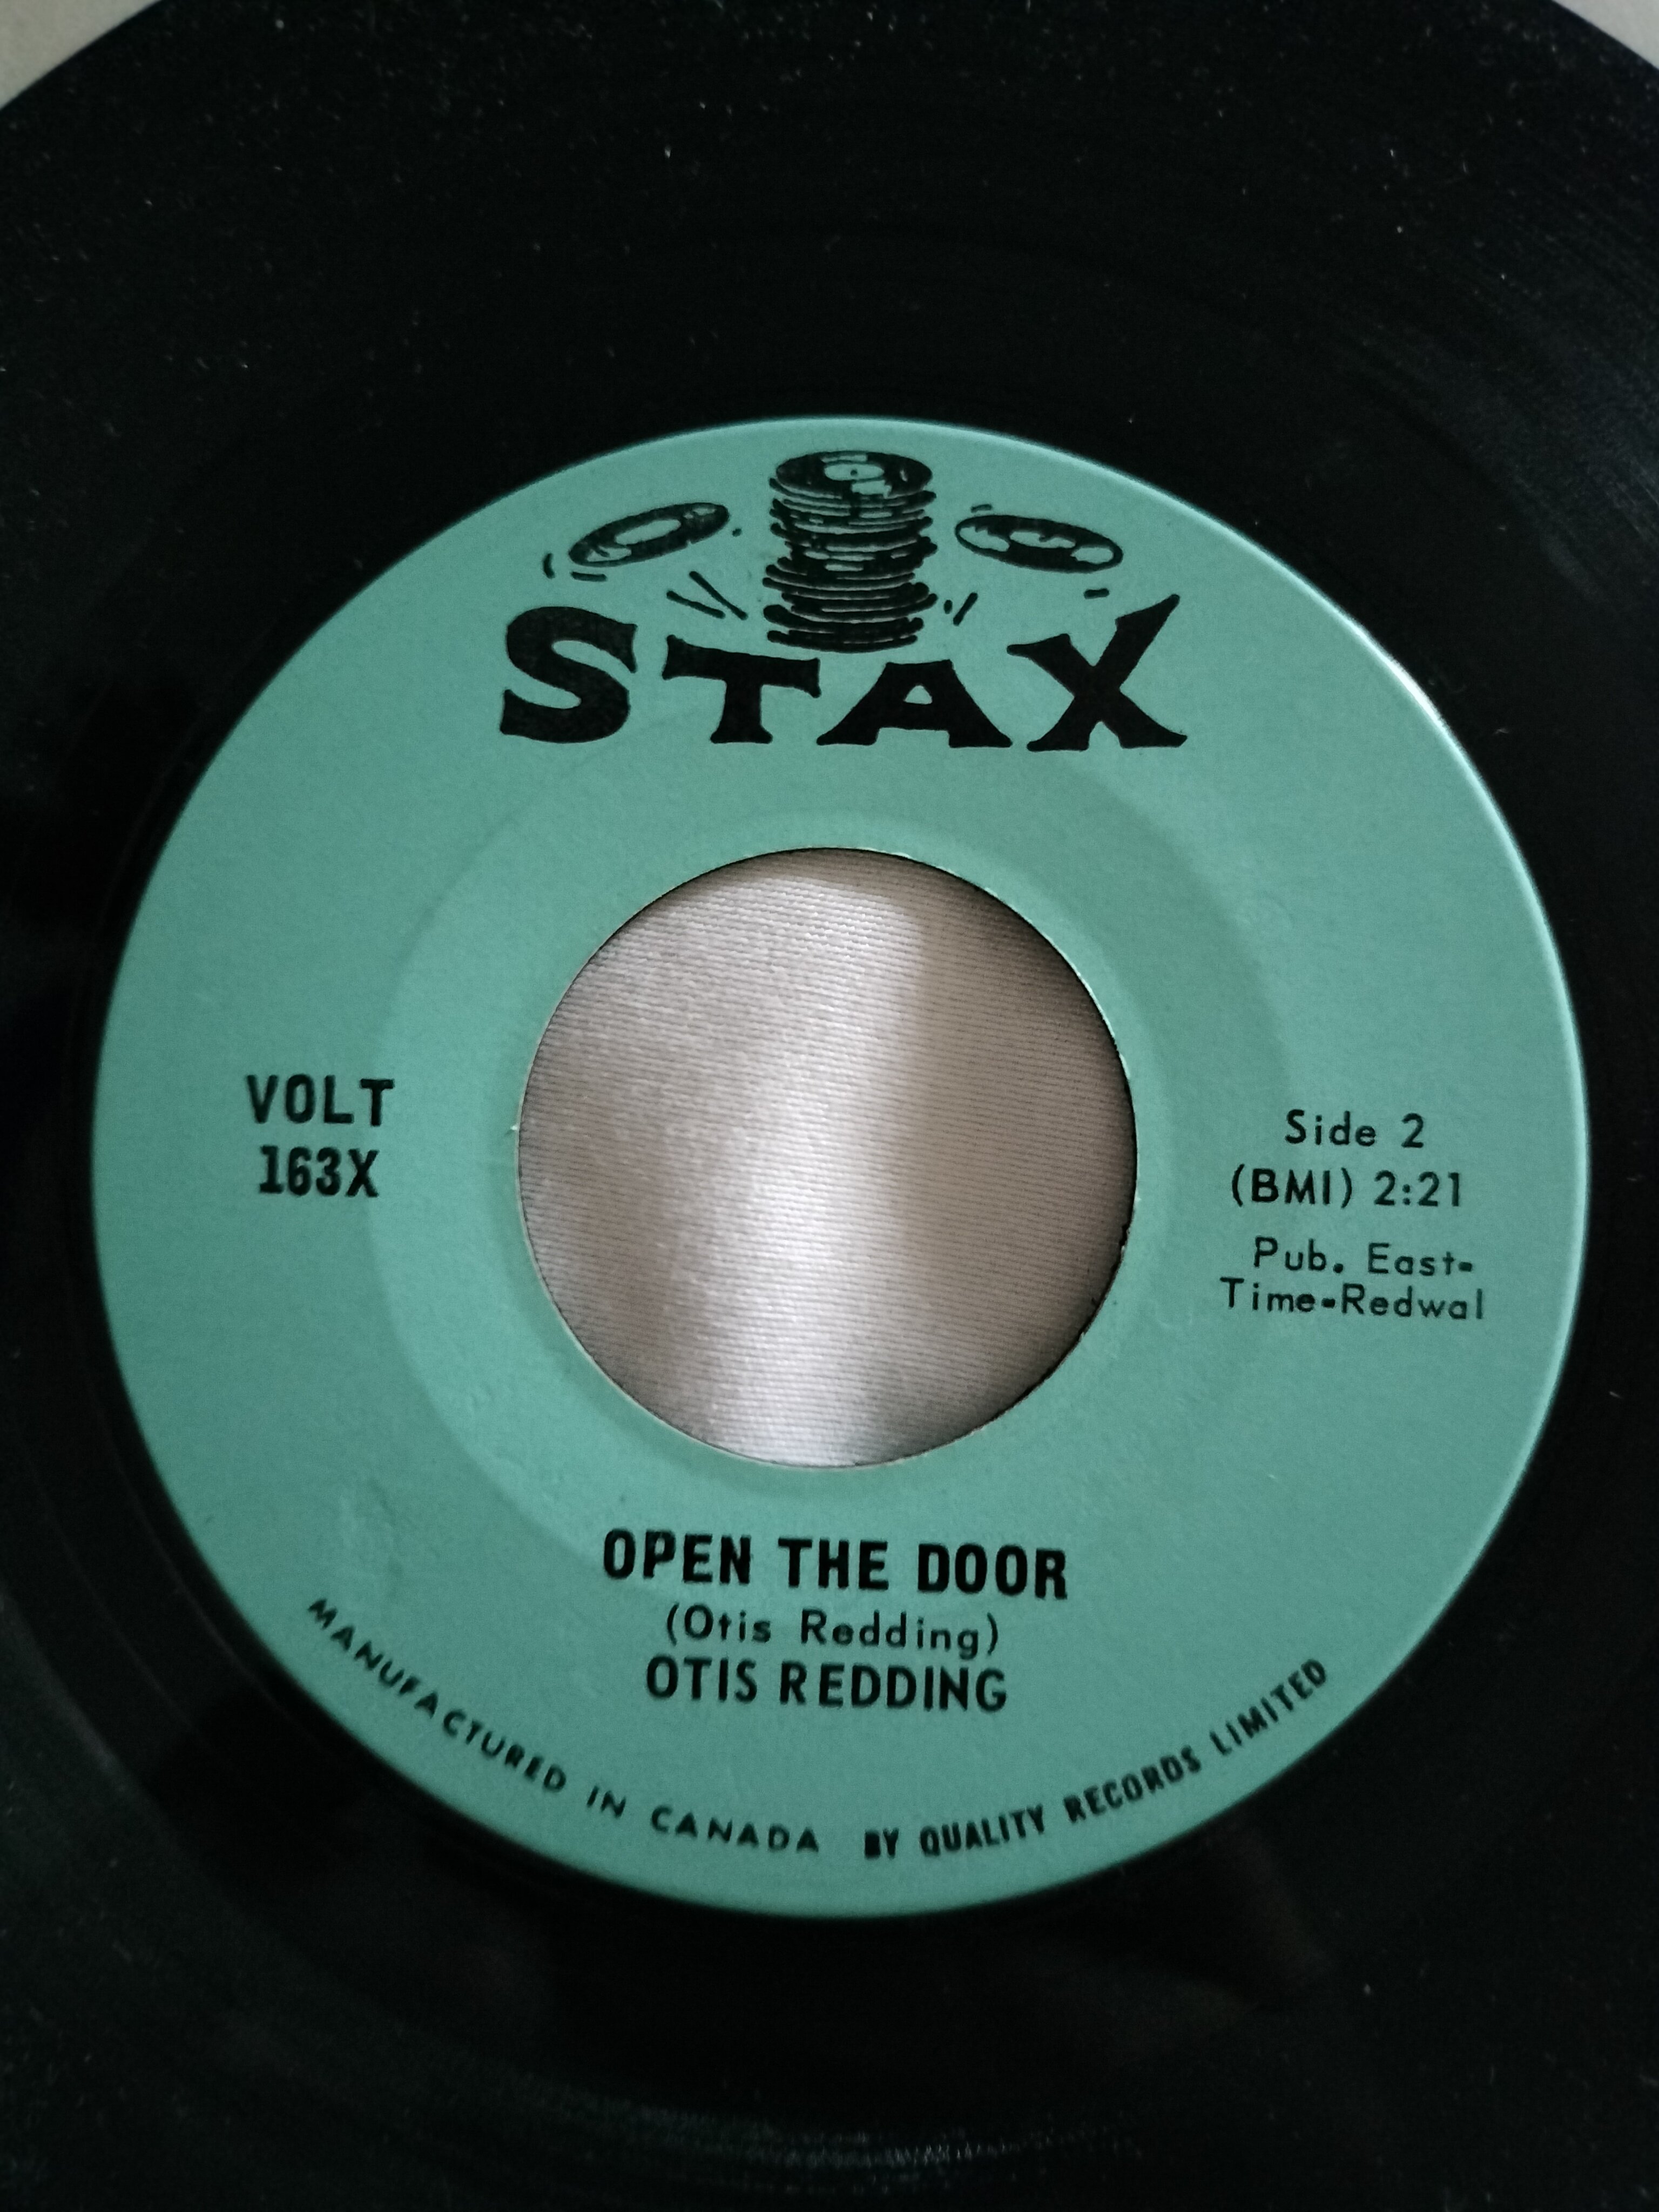 STAX
VOLT
163X
Side 2
(BMI) 2:21
Pub. East-
Time-Redwal
OPEN THE DOOR
(Otis Redding)
OTIS REDDING
MANUFACTURED IN CANADA BY QUALITY RECORDS LIMITED